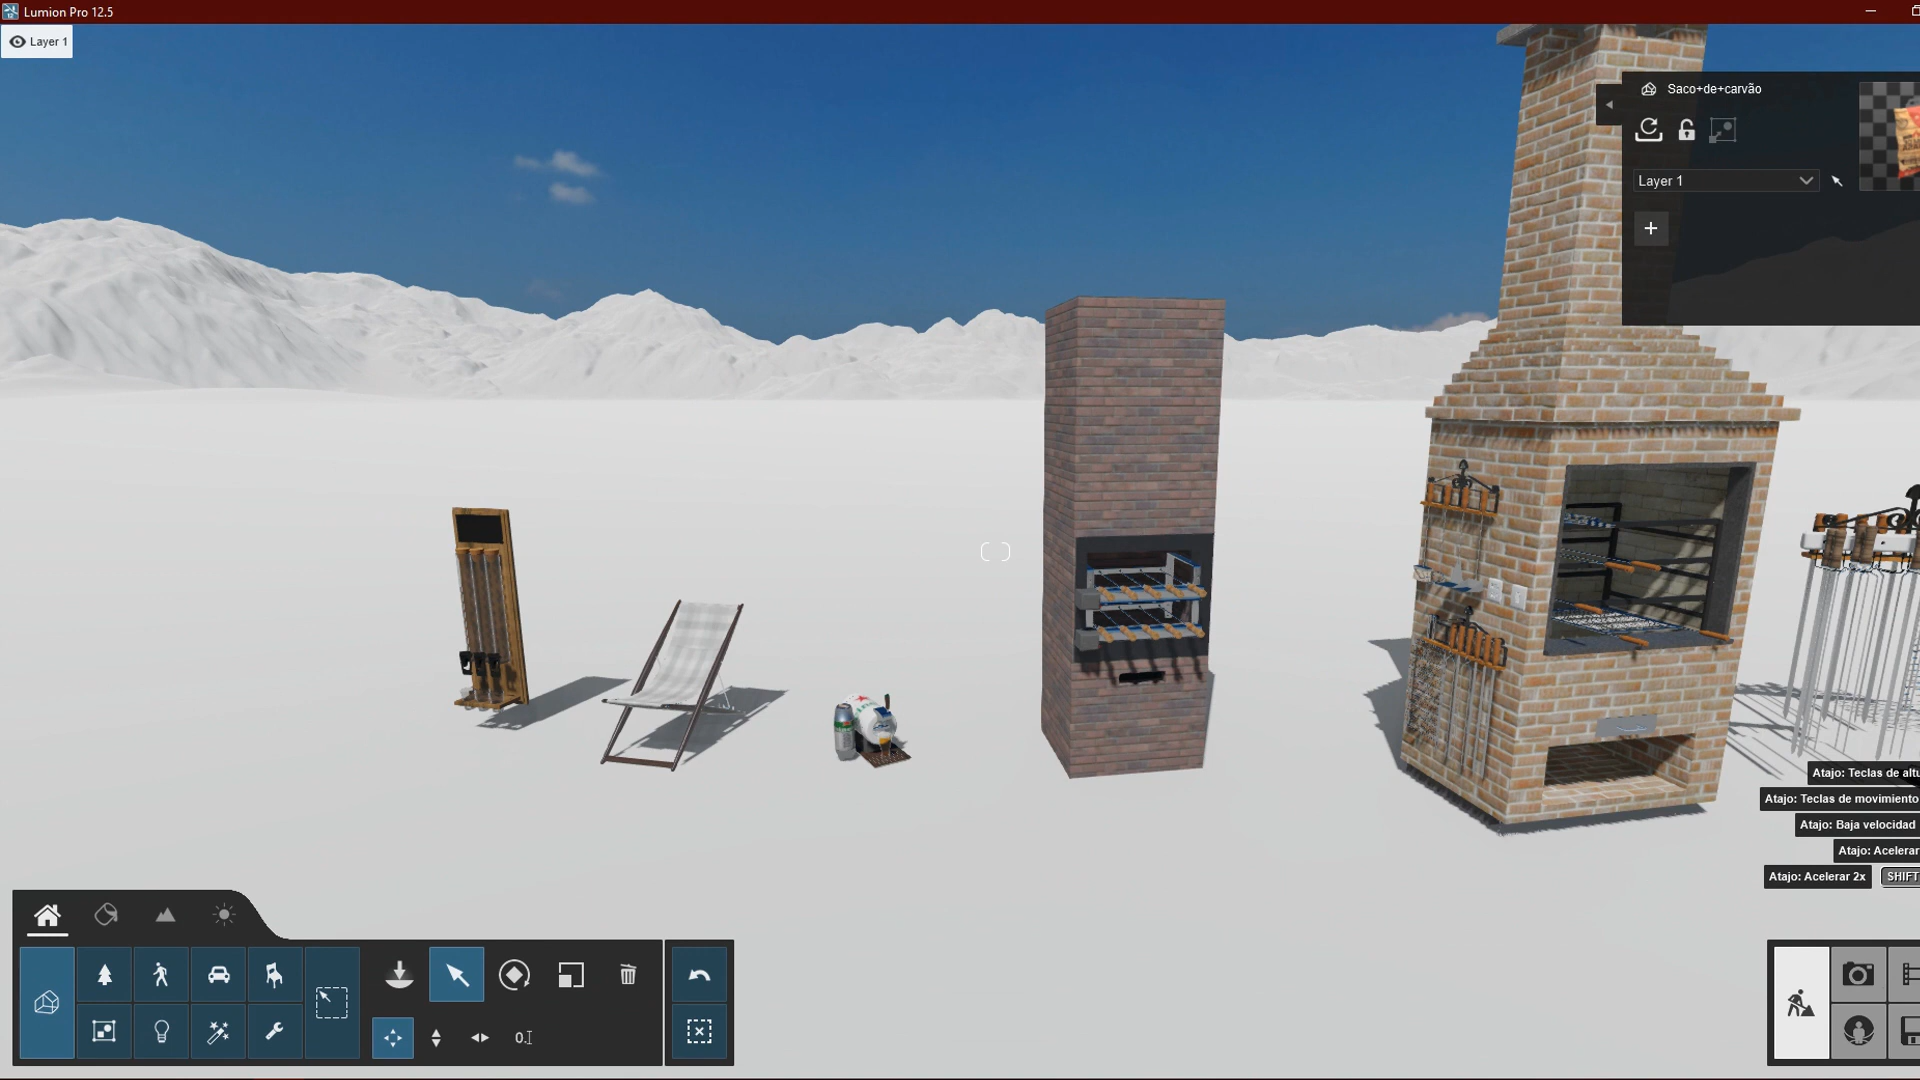 Lumion Pro 12.5
Layer 1
Saco+de+carvão
Layer 1
Atajo: Teclas de altu
Atajo: Teclas de movimiento
Atajo: Baja velocidad
Atajo: Acelerar
Atajo: Acelerar 2x SHIFT